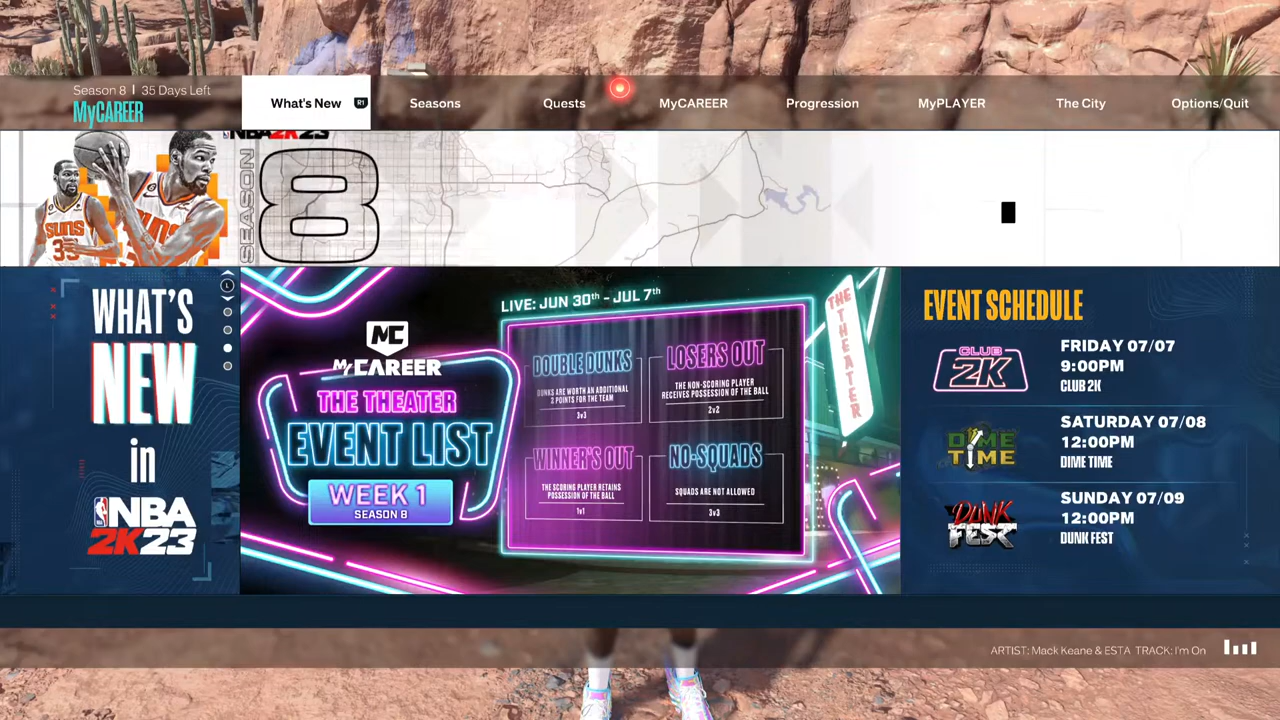 Season 8 | 35 Days Left
MyCAREER
What's New
R1
Seasons
Quests
MyCAREER
Progression
MyPLAYER
The City
Options/Quit
NBA 2K23
SEASON
8
SUNS
35
SUNS
WHAT'S
NEW
in
NBA
2K23
L
LIVE: JUN 30th - JUL 7th
MC
MyCAREER
THE THEATER
EVENT LIST
WEEK 1
SEASON 8
DOUBLE DUNKS
DUNKS ARE WORTH AN ADDITIONAL
2 POINTS FOR THE TEAM
3v3
LOSERS OUT
THE NON-SCORING PLAYER
RECEIVES POSSESSION OF THE BALL
2v2
WINNER'S OUT
THE SCORING PLAYER RETAINS
POSSESSION OF THE BALL
1v1
NO-SQUADS
SQUADS ARE NOT ALLOWED
3v3
THE THEATER
EVENT SCHEDULE
CLUB
2K
FRIDAY 07/07
9:00PM
CLUB 2K
DIME
TIME
SATURDAY 07/08
12:00PM
DIME TIME
DUNK
FEST
SUNDAY 07/09
12:00PM
DUNK FEST
ARTIST: Mack Keane & ESTA TRACK: I'm On